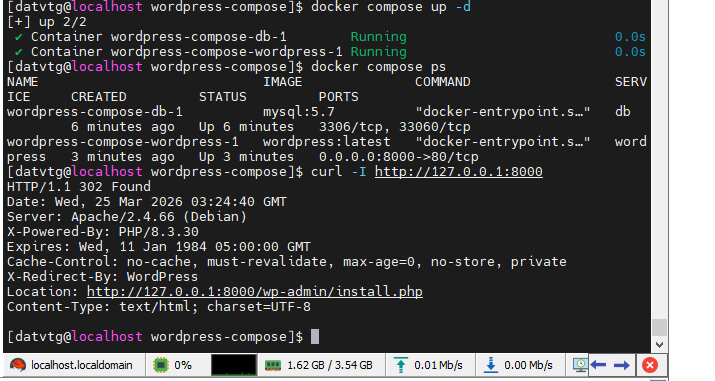 [datvtg@localhost wordpress-compose]$ docker compose up -d
[+] up 2/2
✔ Container wordpress-compose-db-1        Running                          0.0s
✔ Container wordpress-compose-wordpress-1 Running                          0.0s
[datvtg@localhost wordpress-compose]$ docker compose ps
NAME                            IMAGE              COMMAND                  SERV
ICE     CREATED         STATUS         PORTS
wordpress-compose-db-1          mysql:5.7          "docker-entrypoint.s…"   db
        6 minutes ago   Up 6 minutes   3306/tcp, 33060/tcp
wordpress-compose-wordpress-1   wordpress:latest   "docker-entrypoint.s…"   word
press   3 minutes ago   Up 3 minutes   0.0.0.0:8000->80/tcp
[datvtg@localhost wordpress-compose]$ curl -I http://127.0.0.1:8000
HTTP/1.1 302 Found
Date: Wed, 25 Mar 2026 03:24:40 GMT
Server: Apache/2.4.66 (Debian)
X-Powered-By: PHP/8.3.30
Expires: Wed, 11 Jan 1984 05:00:00 GMT
Cache-Control: no-cache, must-revalidate, max-age=0, no-store, private
X-Redirect-By: WordPress
Location: http://127.0.0.1:8000/wp-admin/install.php
Content-Type: text/html; charset=UTF-8
[datvtg@localhost wordpress-compose]$
localhost.localdomain 0% 1.62 GB / 3.54 GB 0.01 Mb/s 0.00 Mb/s